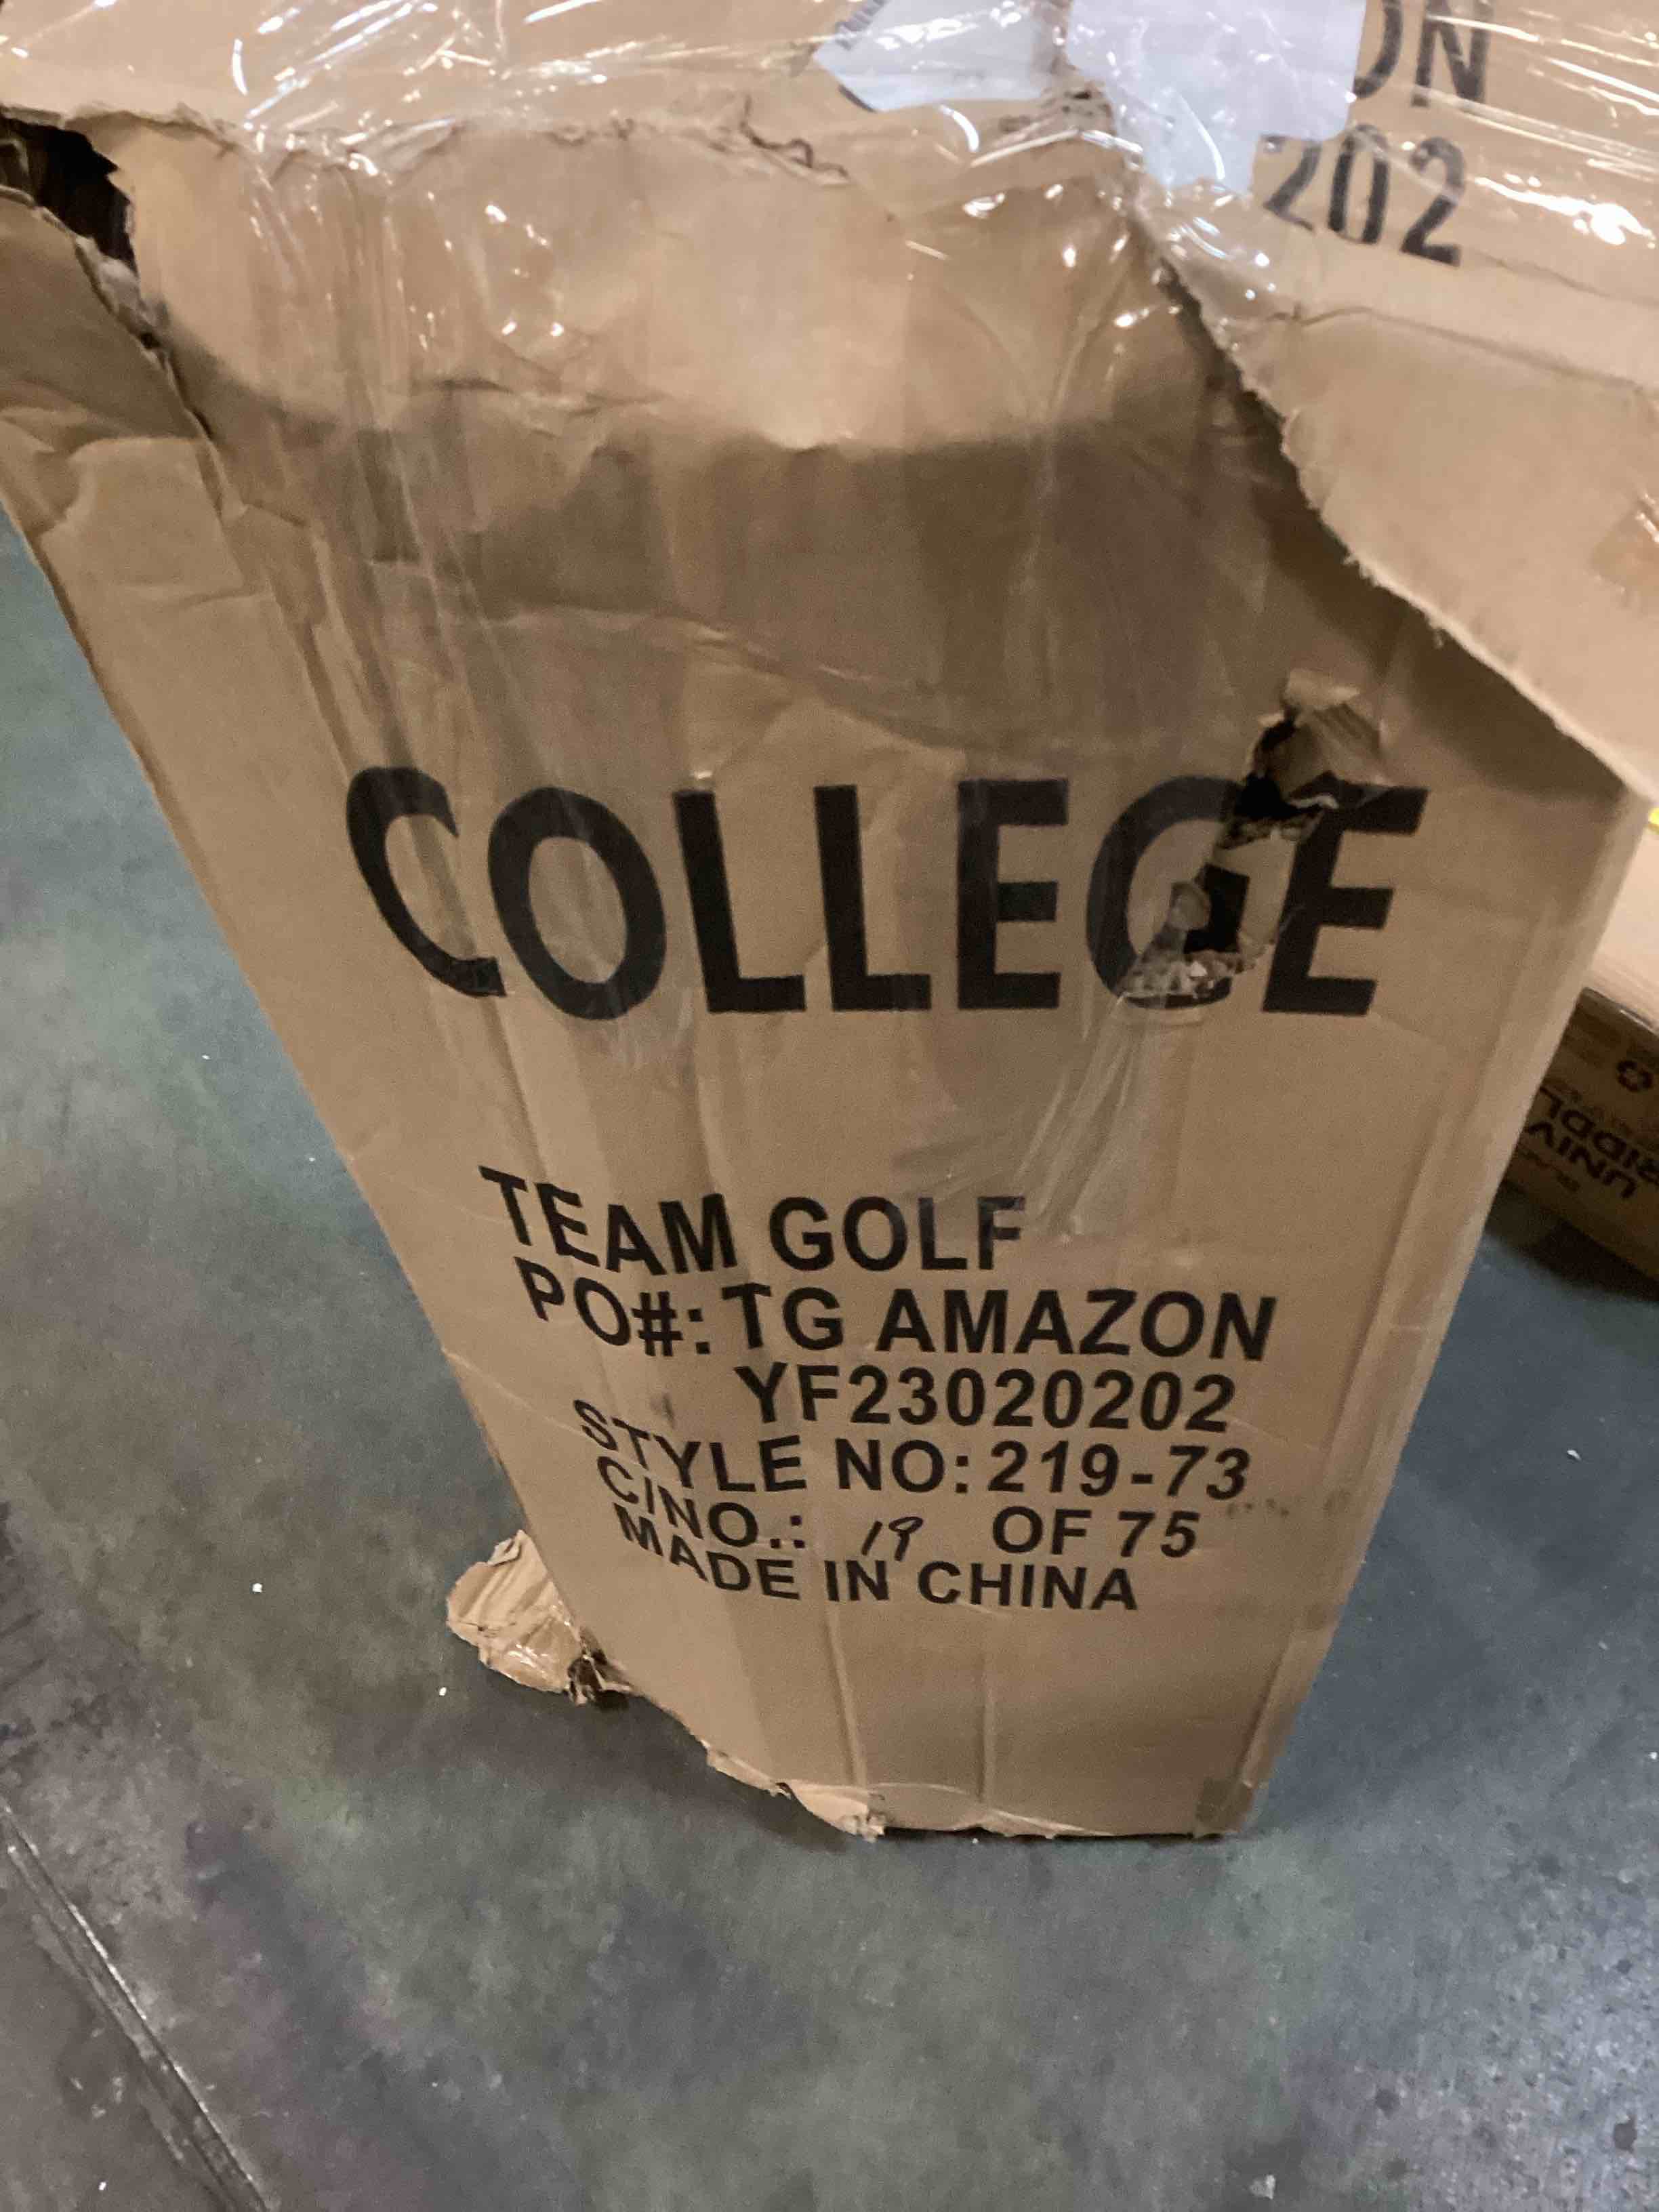 202
COLLEGE
TEAM GOLF
PO#: TG AMAZON
YF23020202
STYLE NO: 219-73
C/NO.: 19 OF 75
MADE IN CHINA